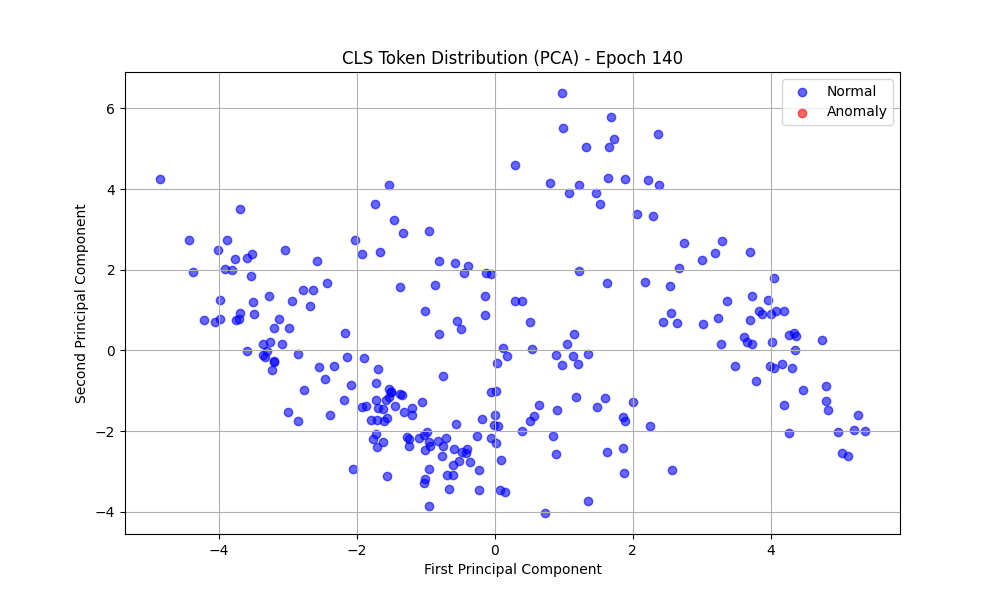 CLS Token Distribution (PCA) - Epoch 140
Normal
Anomaly
6
4
2
0
−2
−4
Second Principal Component
−4
−2
0
2
4
First Principal Component